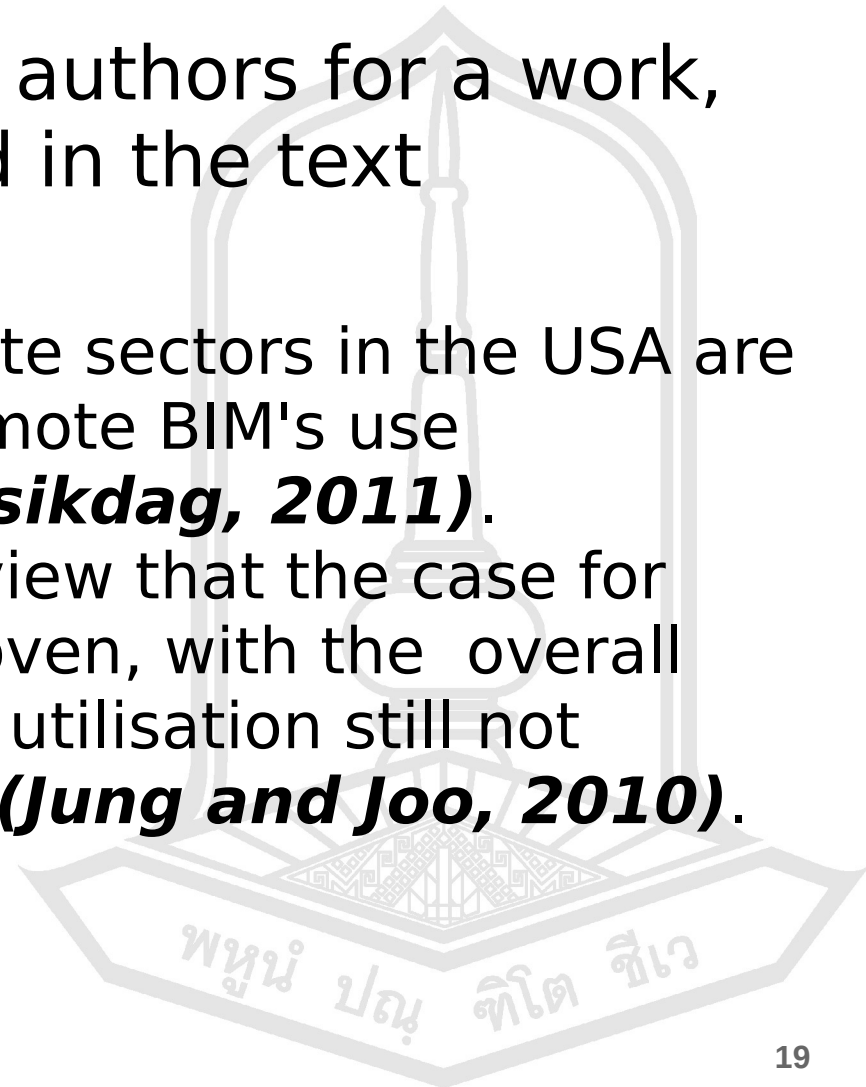 authors for a work,
d in the text
te sectors in the USA are
mote BIM's use
sikdag, 2011).
view that the case for
oven, with the overall
utilisation still not
(Jung and Joo, 2010).
พหูนํ ปณฺฑิโต ชีเว
19